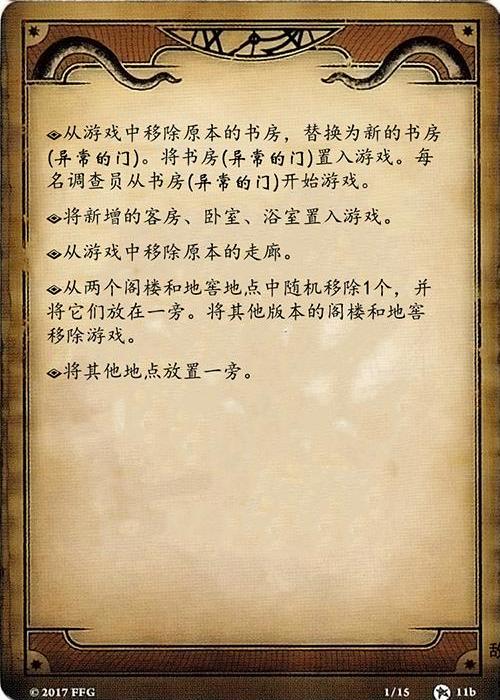 从游戏中移除原本的书房，替换为新的书房
(异常的门)。将书房(异常的门)置入游戏。每
名调查员从书房(异常的门)开始游戏。
将新增的客房、卧室、浴室置入游戏。
从游戏中移除原本的走廊。
从两个阁楼和地窖地点中随机移除1个，并
将它们放在一旁。将其他版本的阁楼和地窖
移除游戏。
将其他地点放置一旁。
© 2017 FFG
1/15
11b